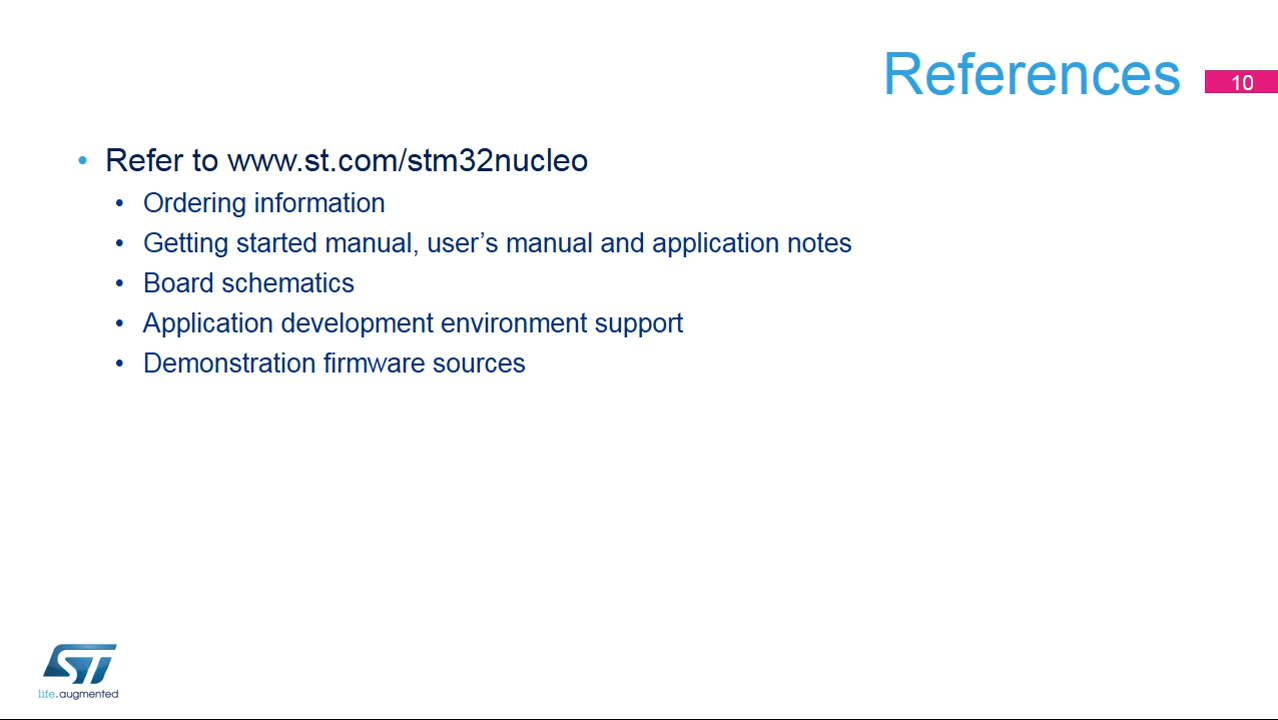 References
10
• Refer to www.st.com/stm32nucleo
• Ordering information
• Getting started manual, user’s manual and application notes
• Board schematics
• Application development environment support
• Demonstration firmware sources
ST
life.augmented